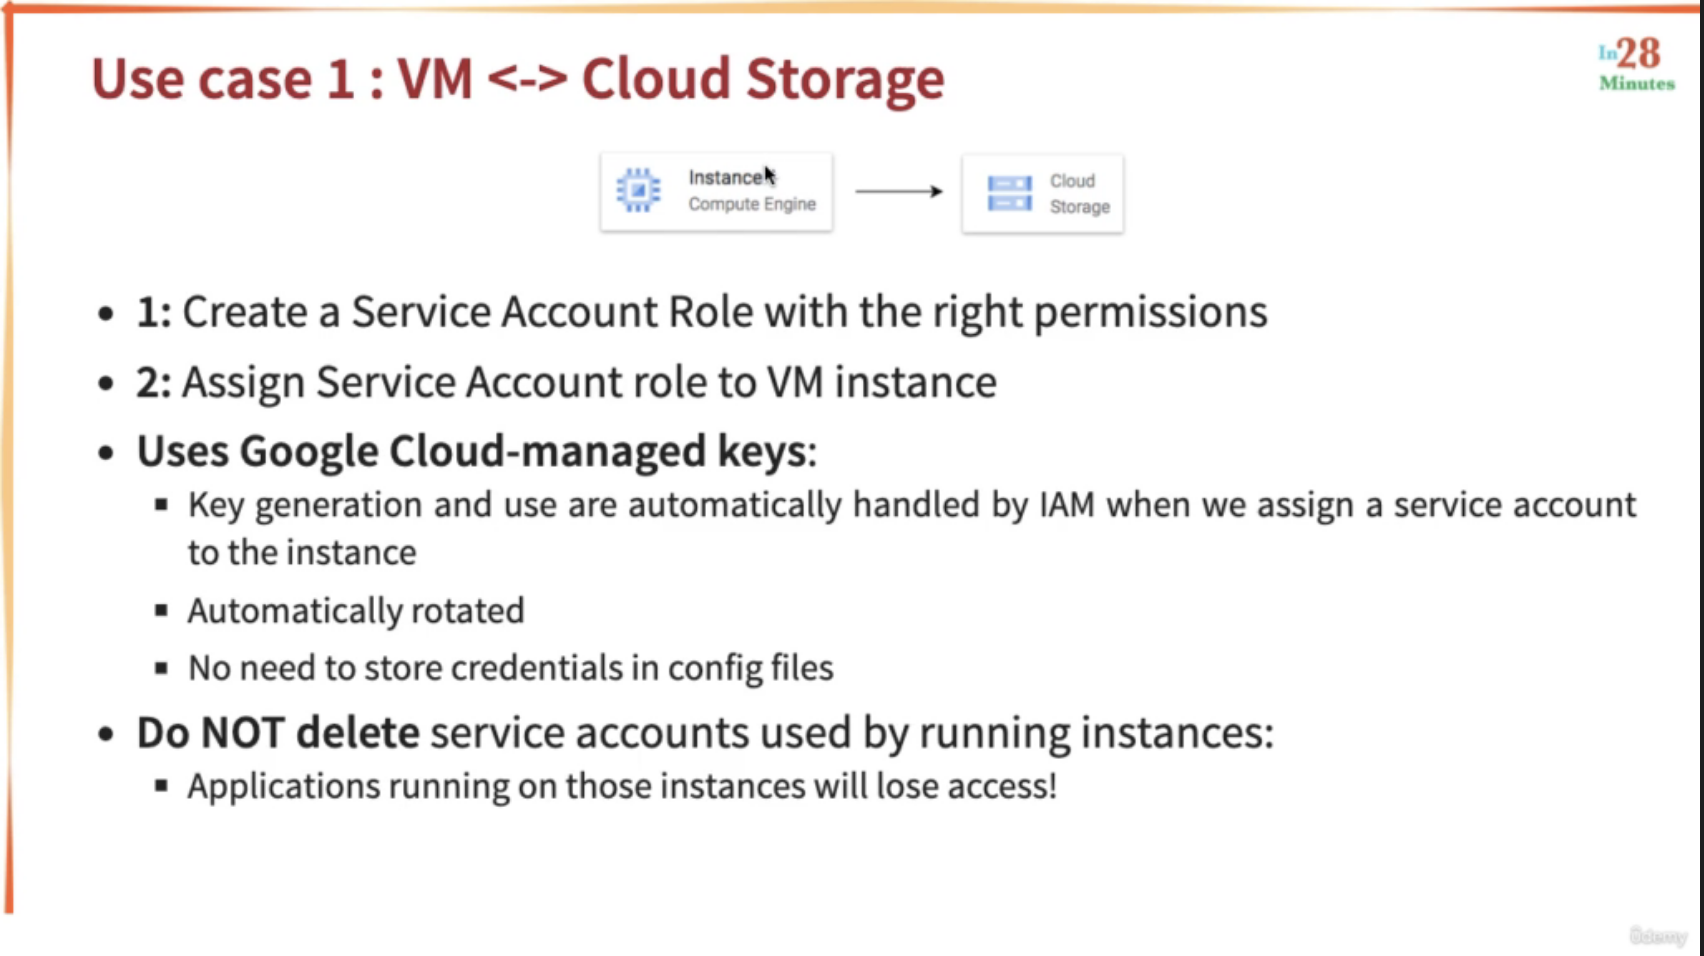 In28
Minutes
Use case 1 : VM <-> Cloud Storage
Instance
Compute Engine
Cloud
Storage
• 1: Create a Service Account Role with the right permissions
• 2: Assign Service Account role to VM instance
• Uses Google Cloud-managed keys:
▪ Key generation and use are automatically handled by IAM when we assign a service account
to the instance
▪ Automatically rotated
▪ No need to store credentials in config files
• Do NOT delete service accounts used by running instances:
▪ Applications running on those instances will lose access!
ûdemy